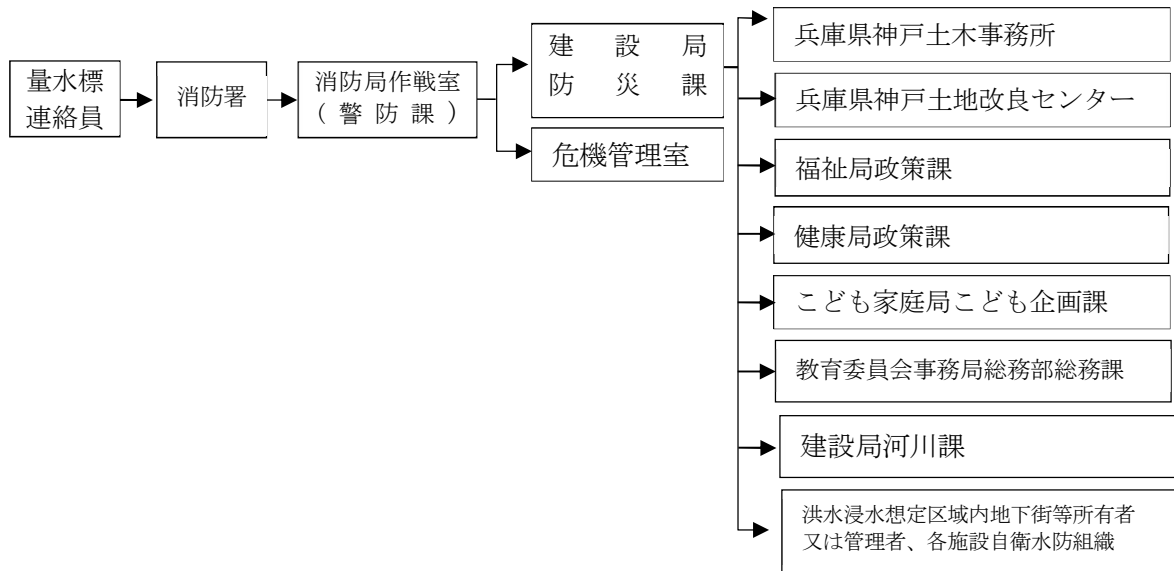 量水標
連絡員
消防署
消防局作戦室
(警防課)
建設局
防災課
危機管理室
兵庫県神戸土木事務所
兵庫県神戸土地改良センター
福祉局政策課
健康局政策課
こども家庭局こども企画課
教育委員会事務局総務部総務課
建設局河川課
洪水浸水想定区域内地下街等所有者
又は管理者、各施設自衛水防組織